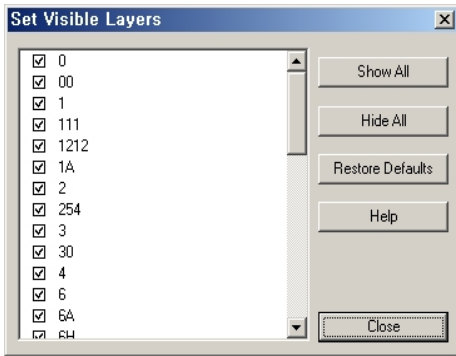 Set Visible Layers
0
00
1
111
1212
1A
2
254
3
30
4
6
6A
6H
Show All
Hide All
Restore Defaults
Help
Close